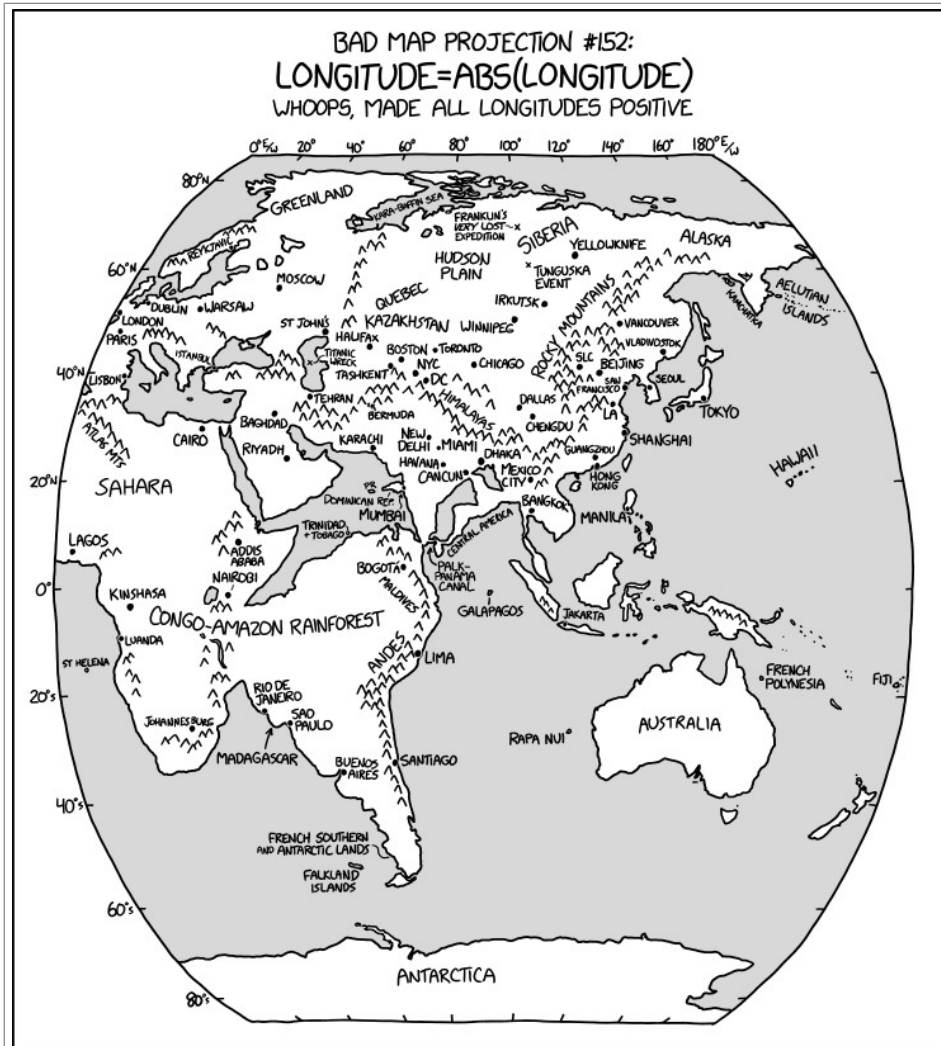 BAD MAP PROJECTION #152:
LONGITUDE=ABS(LONGITUDE)
WHOOPS, MADE ALL LONGITUDES POSITIVE
0°E/W 20° 40° 60° 80° 100° 120° 140° 160° 180°E/W
80°N
GREENLAND
KARA-BAFFIN SEA
FRANKLIN'S
VERY LOST
EXPEDITION
SIBERIA
ALASKA
REYKJAVIC
HUDSON
PLAIN
YELLOWKNIFE
60°N
MOSCOW
TUNGUSKA
EVENT
AELUTIAN
ISLANDS
KAMCHATKA
QUEBEC
IRKUTSK
DUBLIN
WARSAW
LONDON
KAZAKHSTAN
WINNIPEG
ROCKY MOUNTAINS
VANCOUVER
PARIS
ST JOHN'S
HALIFAX
TORONTO
VLADIVOSTOK
ISTANBUL
TITANIC
WRECK
BOSTON
CHICAGO
SLC
BEIJING
40°N
LISBON
TASHKENT
NYC
DC
SAN
FRANCISCO
SEOUL
TEHRAN
BERMUDA
HIMALAYAS
DALLAS
LA
TOKYO
ATLAS MTS
CAIRO
BAGHDAD
CHENGDU
SHANGHAI
RIYADH
KARACHI
NEW
DELHI
MIAMI
DHAKA
GUANGZHOU
HAWAII
SAHARA
HAVANA
CANCUN
MEXICO
CITY
HONG
KONG
20°N
P.R.
DOMINICAN REP.
MUMBAI
BANGKOK
MANILA
LAGOS
ADDIS
ABABA
TRINIDAD
+ TOBAGO
CENTRAL AMERICA
NAIROBI
BOGOTÁ
MALDIVES
PALK-
PANAMA
CANAL
0°
KINSHASA
GALAPAGOS
JAKARTA
CONGO-AMAZON RAINFOREST
LUANDA
ANDES
LIMA
ST HELENA
FRENCH
POLYNESIA
FIJI
20°S
RIO DE
JANEIRO
JOHANNESBURG
SAO
PAULO
RAPA NUI
AUSTRALIA
MADAGASCAR
BUENOS
AIRES
SANTIAGO
40°S
FRENCH SOUTHERN
AND ANTARCTIC LANDS
FALKLAND
ISLANDS
60°S
ANTARCTICA
80°S